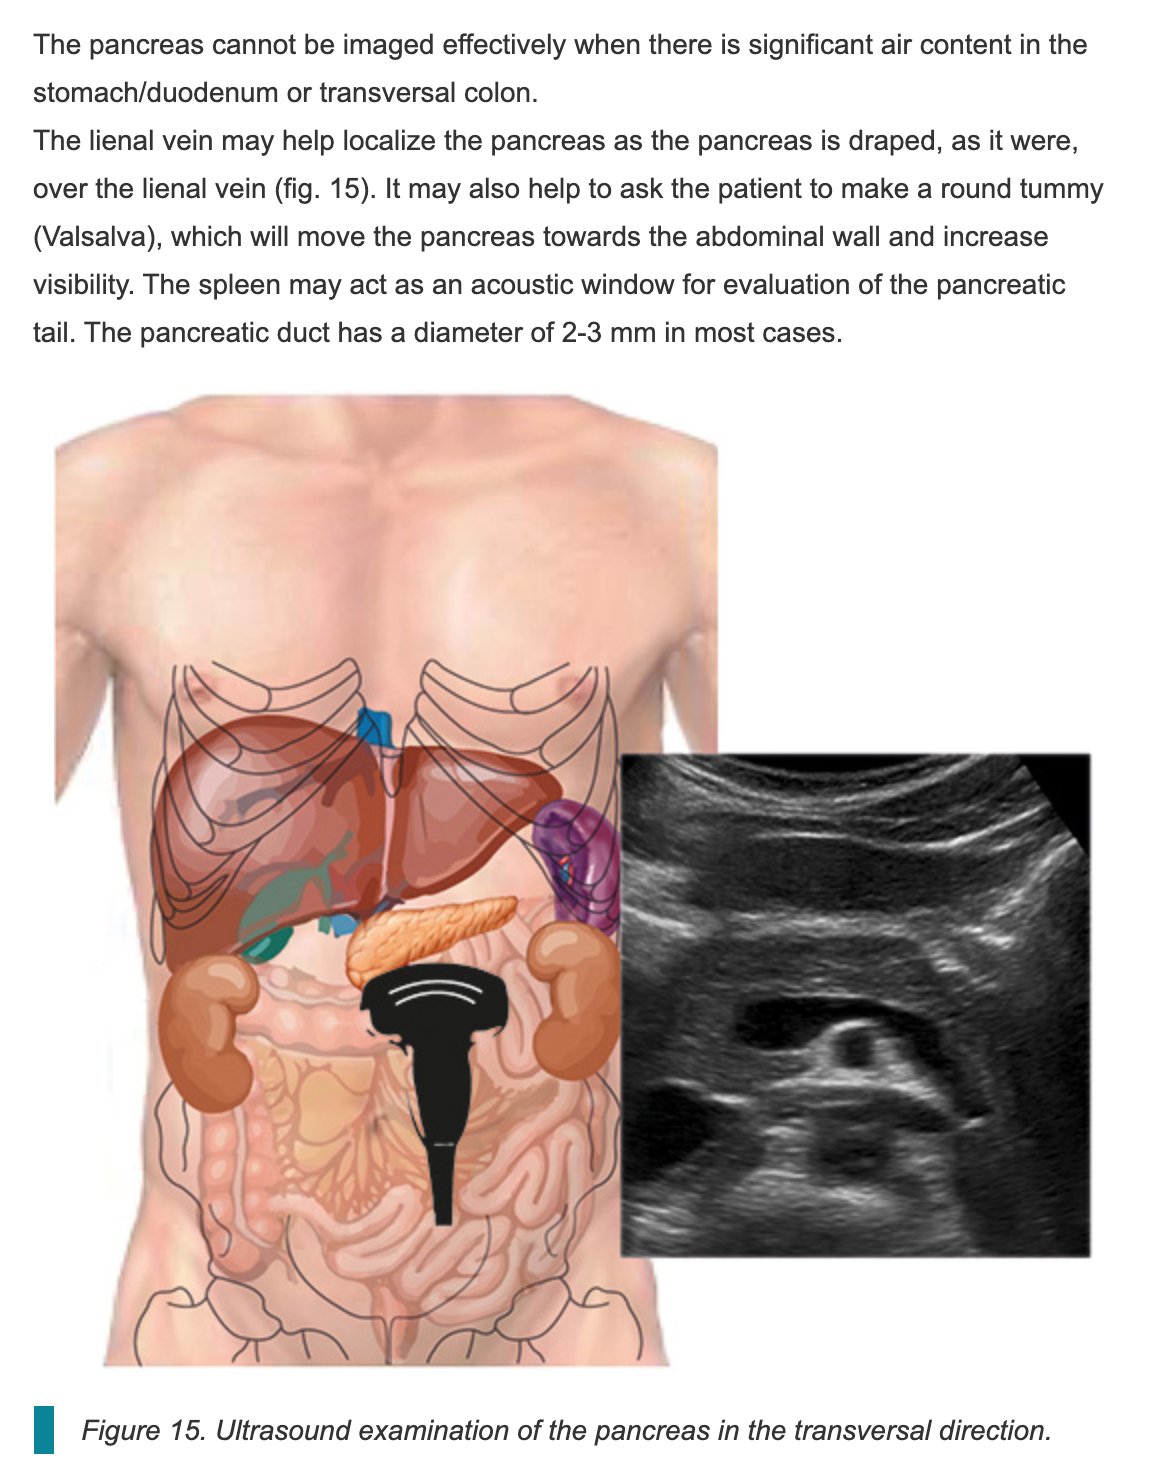 The pancreas cannot be imaged effectively when there is significant air content in the
stomach/duodenum or transversal colon.
The lienal vein may help localize the pancreas as the pancreas is draped, as it were,
over the lienal vein (fig. 15). It may also help to ask the patient to make a round tummy
(Valsalva), which will move the pancreas towards the abdominal wall and increase
visibility. The spleen may act as an acoustic window for evaluation of the pancreatic
tail. The pancreatic duct has a diameter of 2-3 mm in most cases.
Figure 15. Ultrasound examination of the pancreas in the transversal direction.